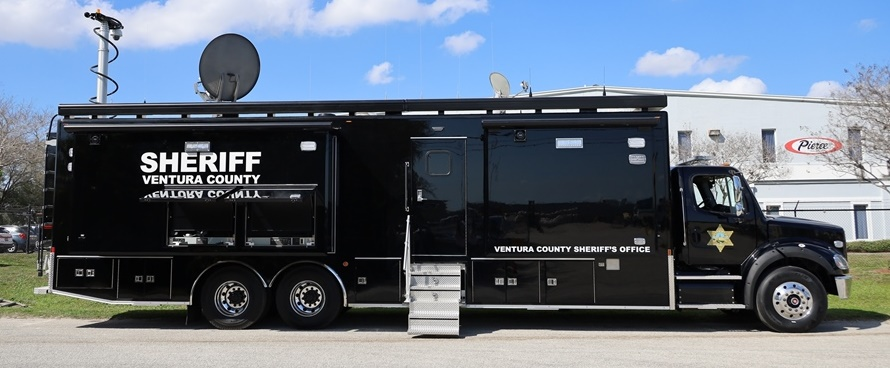 SHERIFF
VENTURA COUNTY
VENTURA COUNTY
VENTURA COUNTY SHERIFF'S OFFICE
Pierce